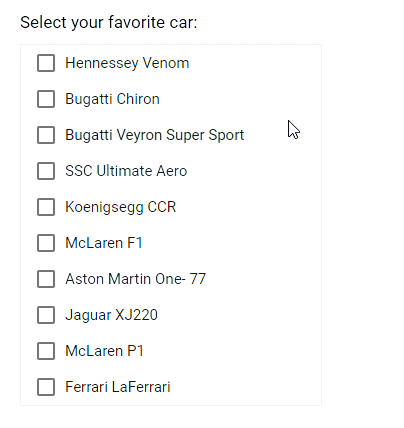 Select your favorite car:
Hennessey Venom
Bugatti Chiron
Bugatti Veyron Super Sport
SSC Ultimate Aero
Koenigsegg CCR
McLaren F1
Aston Martin One- 77
Jaguar XJ220
McLaren P1
Ferrari LaFerrari